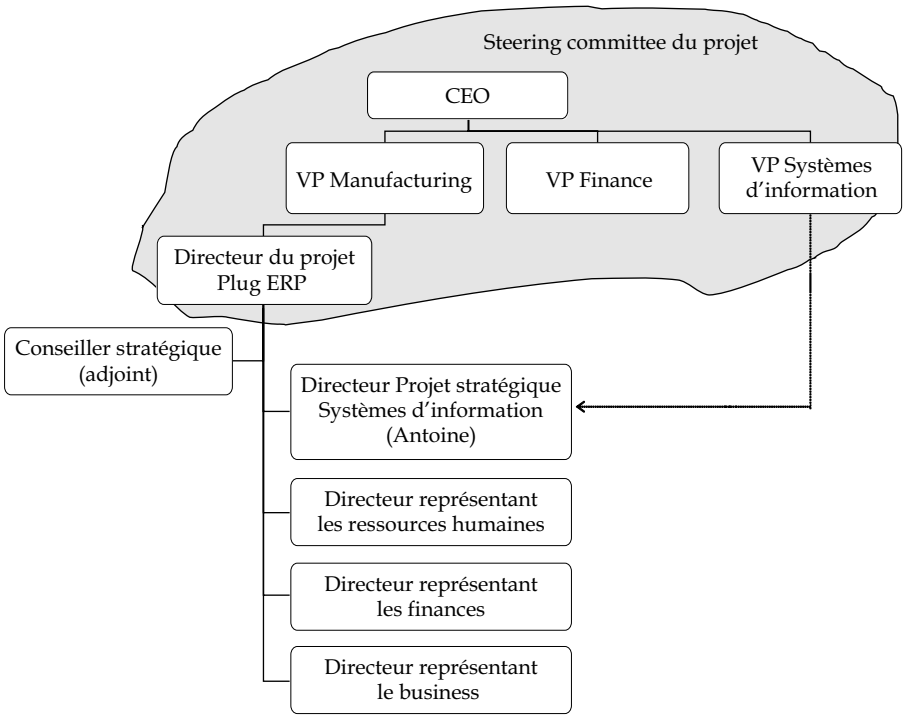 Steering committee du projet
CEO
VP Manufacturing
VP Finance
VP Systèmes
d’information
Directeur du projet
Plug ERP
Conseiller stratégique
(adjoint)
Directeur Projet stratégique
Systèmes d’information
(Antoine)
Directeur représentant
les ressources humaines
Directeur représentant
les finances
Directeur représentant
le business